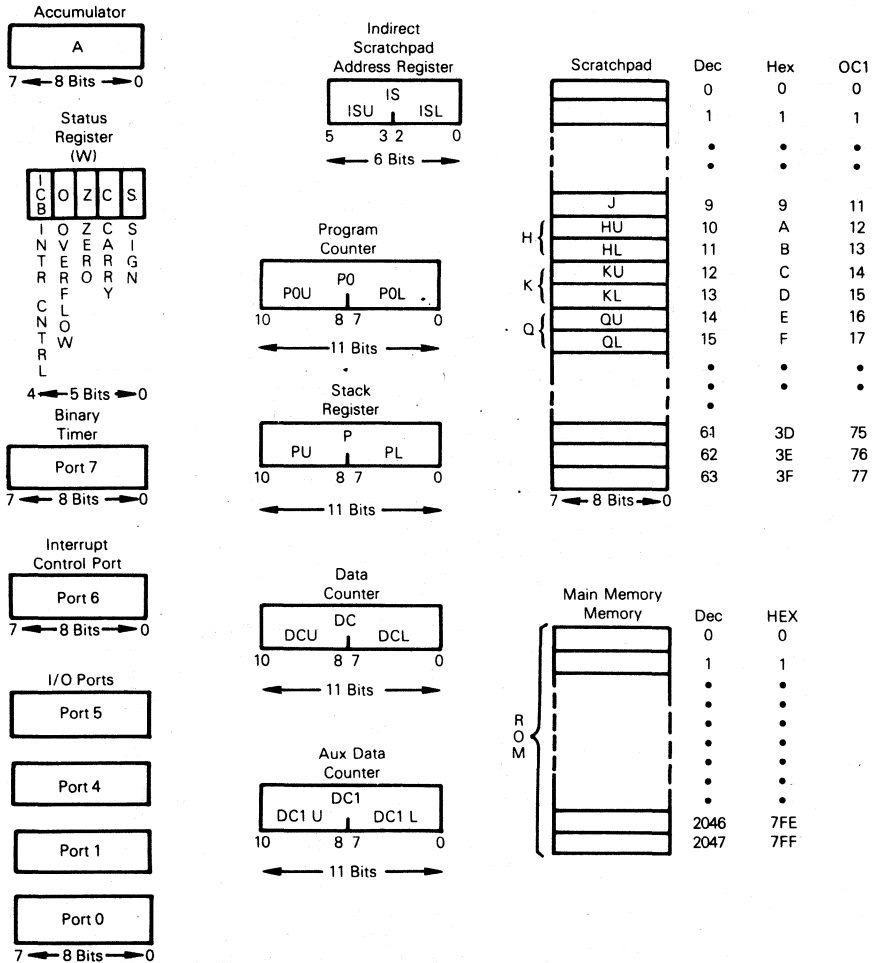 Accumulator
A
7 8 Bits 0
Status
Register
(W)
ICB O Z C S
INTR CNTRL
OVERFLOW
ZERO
CARRY
SIGN
4 5 Bits 0
Binary
Timer
Port 7
7 8 Bits 0
Interrupt
Control Port
Port 6
7 8 Bits 0
I/O Ports
Port 5
Port 4
Port 1
Port 0
7 8 Bits 0
Indirect
Scratchpad
Address Register
IS
ISU ISL
5 3 2 0
6 Bits
Program
Counter
P0
P0U P0L
10 8 7 0
11 Bits
Stack
Register
P
PU PL
10 8 7 0
11 Bits
Data
Counter
DC
DCU DCL
10 8 7 0
11 Bits
Aux Data
Counter
DC1
DC1 U DC1 L
10 8 7 0
11 Bits
Scratchpad Dec Hex OC1
0 0 0
1 1 1
J 9 9 11
H
HU 10 A 12
HL 11 B 13
K
KU 12 C 14
KL 13 D 15
Q
QU 14 E 16
QL 15 F 17
61 3D 75
62 3E 76
63 3F 77
7 8 Bits 0
Main Memory
Memory Dec HEX
0 0
1 1
ROM
2046 7FE
2047 7FF